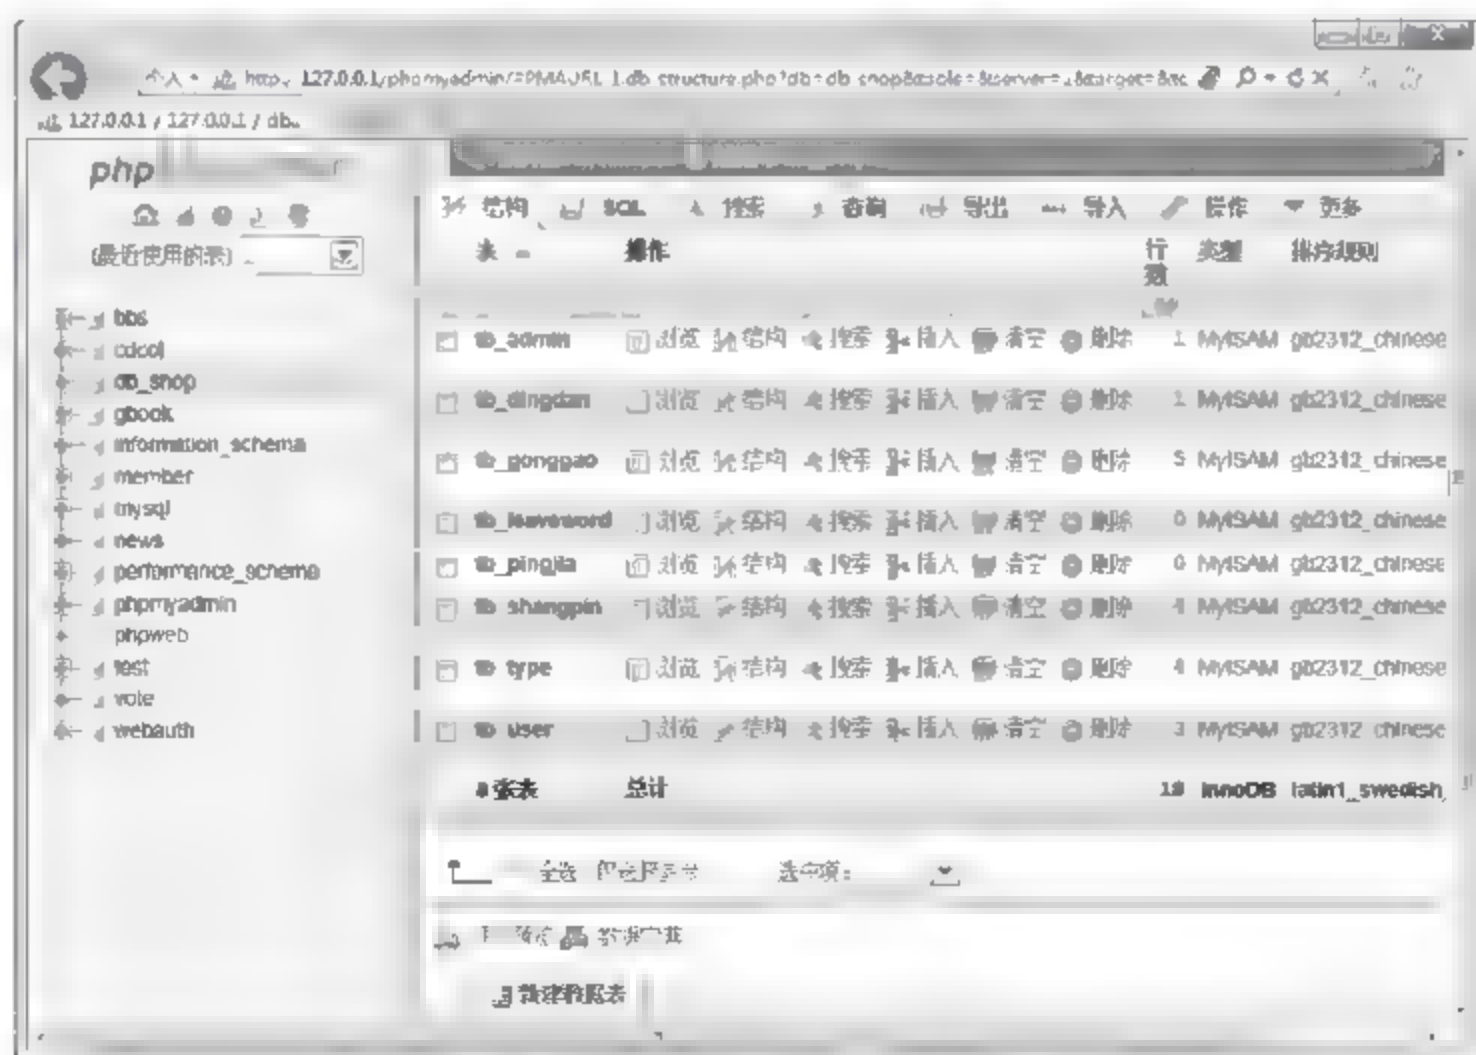 127.0.0.1 / 127.0.0.1 / db..
php
结构 SQL 搜索 查询 导出 导入 操作 更多
(最近使用的表)
表 操作 行数 类型 排序规则
bbs
db_shop
gbook
information_schema
member
mysql
news
performance_schema
phpmyadmin
phpweb
test
vote
webauth
tb_admin 浏览 结构 搜索 插入 清空 删除 1 MyISAM gb2312_chinese
tb_dingdan 浏览 结构 搜索 插入 清空 删除 1 MyISAM gb2312_chinese
tb_gonggao 浏览 结构 搜索 插入 清空 删除 5 MyISAM gb2312_chinese
tb_leaveword 浏览 结构 搜索 插入 清空 删除 0 MyISAM gb2312_chinese
tb_pingjia 浏览 结构 搜索 插入 清空 删除 0 MyISAM gb2312_chinese
tb_shangpin 浏览 结构 搜索 插入 清空 删除 4 MyISAM gb2312_chinese
tb_type 浏览 结构 搜索 插入 清空 删除 4 MyISAM gb2312_chinese
tb_user 浏览 结构 搜索 插入 清空 删除 3 MyISAM gb2312_chinese
8 张表 总计 18 InnoDB latin1_swedish_
全选 选中项:
新建数据表